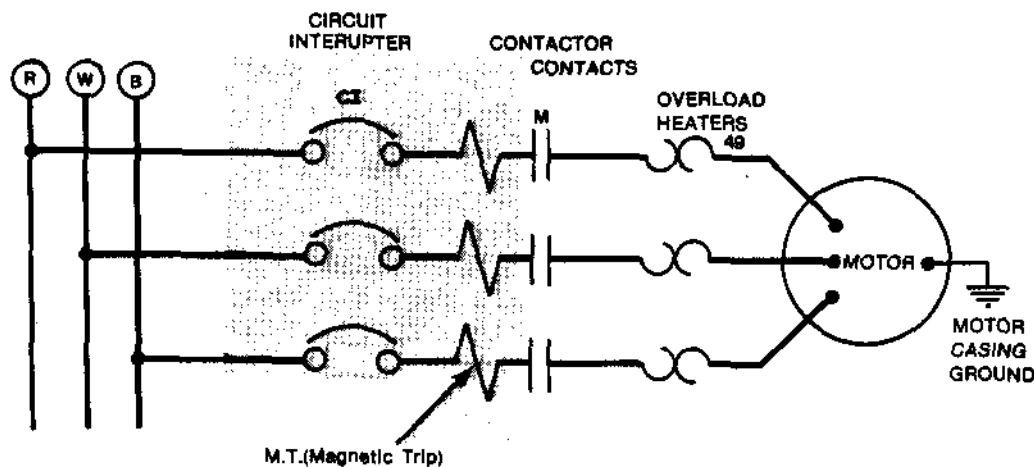 CIRCUIT
INTERUPTER
CONTACTOR
CONTACTS
R W B
CI
M
OVERLOAD
HEATERS
49
MOTOR
MOTOR
CASING
GROUND
M.T.(Magnetic Trip)